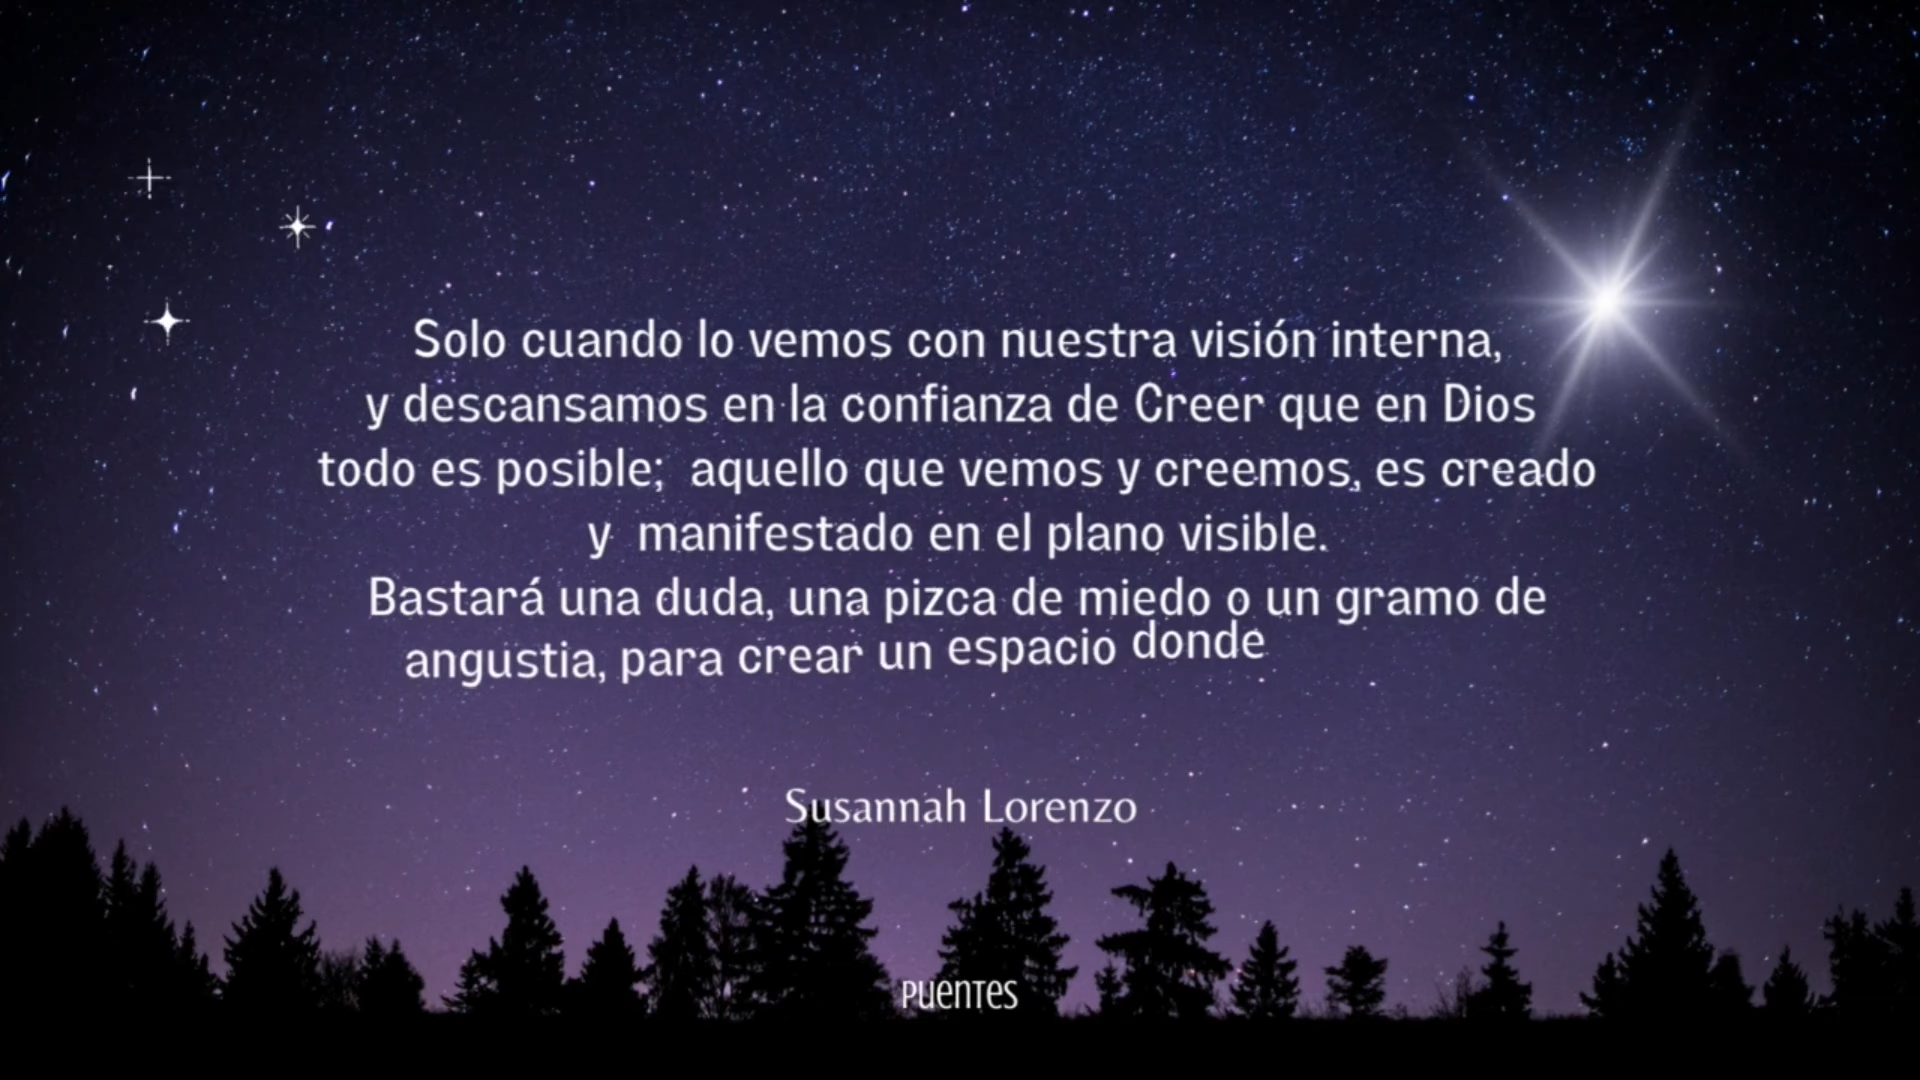 Solo cuando lo vemos con nuestra visión interna,
y descansamos en la confianza de Creer que en Dios
todo es posible; aquello que vemos y creemos, es creado
y manifestado en el plano visible.
Bastará una duda, una pizca de miedo o un gramo de
angustia, para crear un espacio donde
Susannah Lorenzo
PUENTES